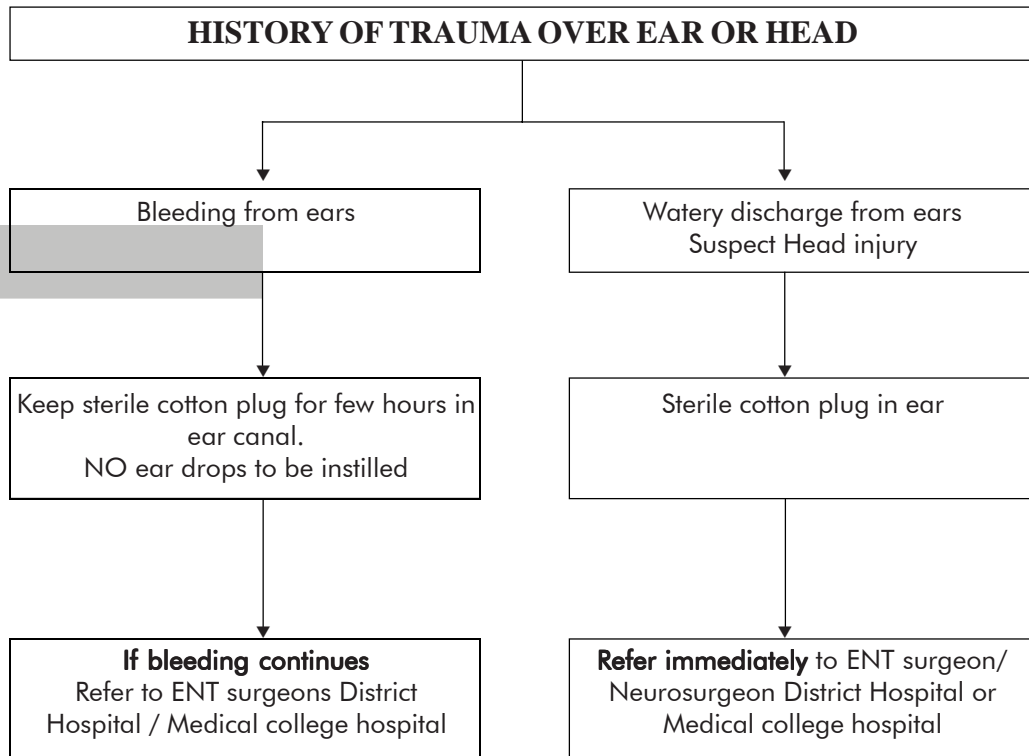 HISTORY OF TRAUMA OVER EAR OR HEAD
Bleeding from ears
Watery discharge from ears
Suspect Head injury
Keep sterile cotton plug for few hours in
ear canal.
NO ear drops to be instilled
Sterile cotton plug in ear
If bleeding continues
Refer to ENT surgeons District
Hospital / Medical college hospital
Refer immediately to ENT surgeon/
Neurosurgeon District Hospital or
Medical college hospital